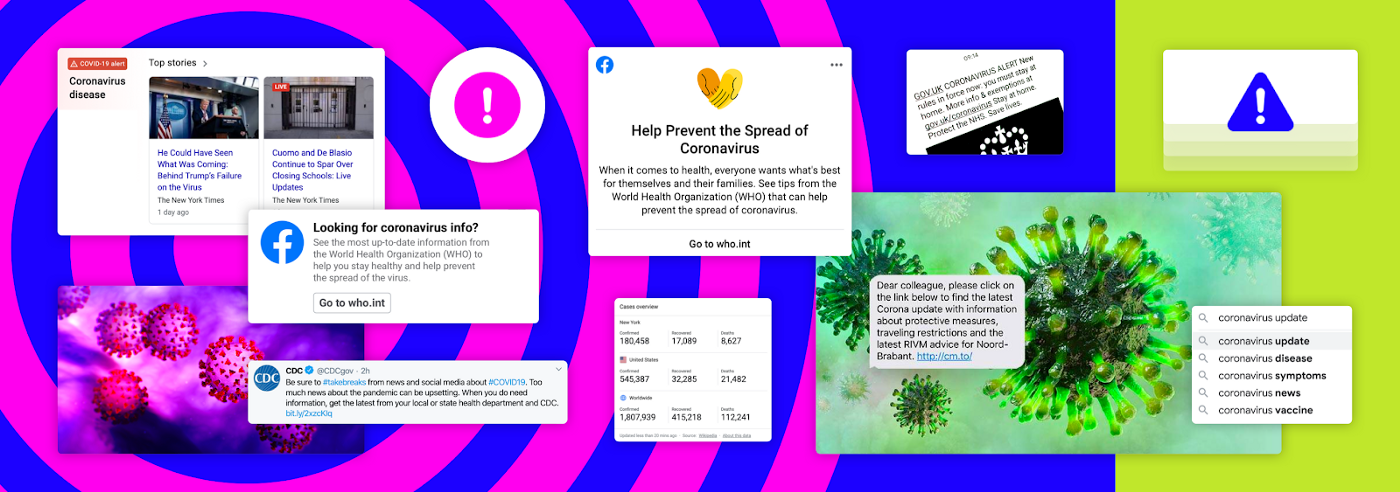 COVID-19 alert
Coronavirus
disease
Top stories
LIVE
He Could Have Seen
What Was Coming:
Behind Trump's Failure
on the Virus
The New York Times
1 day ago
Cuomo and De Blasio
Continue to Spar Over
Closing Schools: Live
Updates
The New York Times
Looking for coronavirus info?
See the most up-to-date information from
the World Health Organization (WHO) to
help you stay healthy and help prevent
the spread of the virus.
Go to who.int
CDC
CDC @CDCgov · 2h
Be sure to #takebreaks from news and social media about #COVID19. Too
much news about the pandemic can be upsetting. When you do need
information, get the latest from your local or state health department and CDC.
bit.ly/2xzcKlq
!
Help Prevent the Spread of
Coronavirus
When it comes to health, everyone wants what's best
for themselves and their families. See tips from the
World Health Organization (WHO) that can help
prevent the spread of coronavirus.
Go to who.int
Cases overview
New York
Confirmed Recovered Deaths
180,458 17,089 8,627
United States
Confirmed Recovered Deaths
545,387 32,285 21,482
Worldwide
Confirmed Recovered Deaths
1,807,939 415,218 112,241
Updated less than 20 mins ago · Source: Wikipedia · About this data
09:14
GOV.UK CORONAVIRUS ALERT New
rules in force now: you must stay at
home. More info & exemptions at
gov.uk/coronavirus Stay at home.
Protect the NHS. Save lives.
!
Dear colleague, please click on
the link below to find the latest
Corona update with information
about protective measures,
traveling restrictions and the
latest RIVM advice for Noord-
Brabant. http://cm.to/
coronavirus update
coronavirus update
coronavirus disease
coronavirus symptoms
coronavirus news
coronavirus vaccine